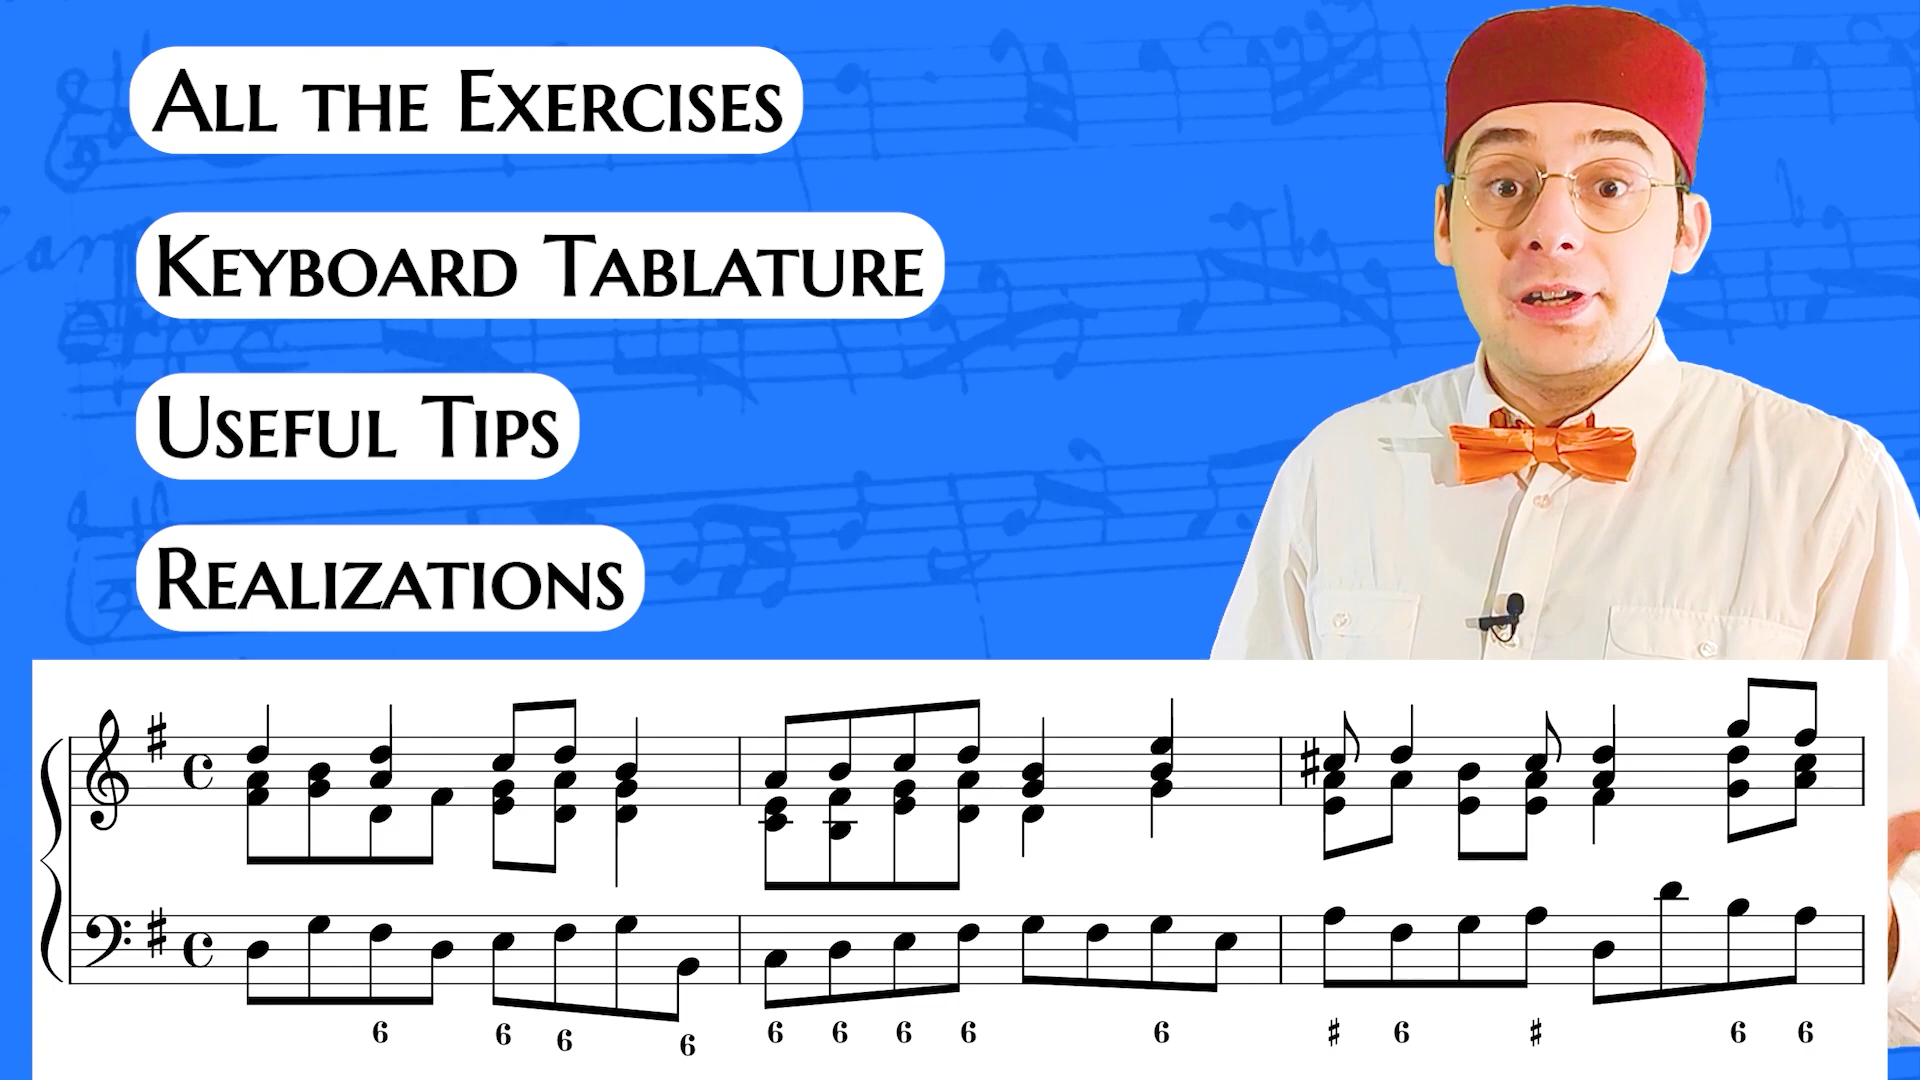 All the Exercises
Keyboard Tablature
Useful Tips
Realizations
6 6 6 6 6 6 6 6 6 ♯ 6 ♯ 6 6